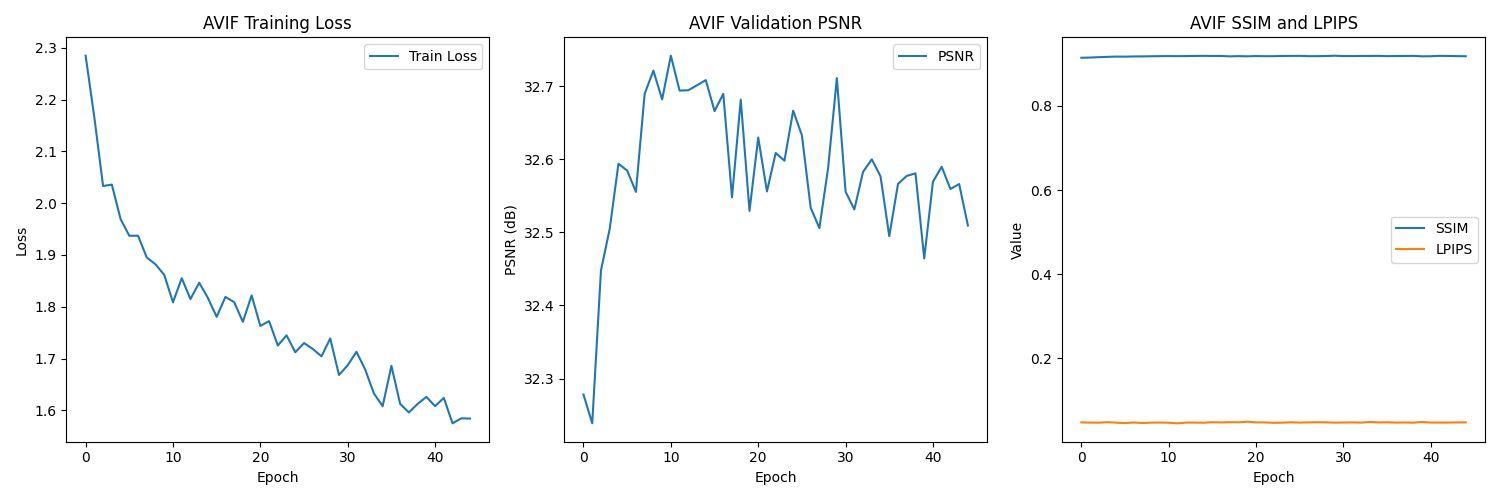 AVIF Training Loss
2.3
2.2
2.1
2.0
1.9
1.8
1.7
1.6
Loss
0
10
20
30
40
Epoch
Train Loss
AVIF Validation PSNR
32.7
32.6
32.5
32.4
32.3
PSNR (dB)
0
10
20
30
40
Epoch
PSNR
AVIF SSIM and LPIPS
0.8
0.6
0.4
0.2
Value
0
10
20
30
40
Epoch
SSIM
LPIPS